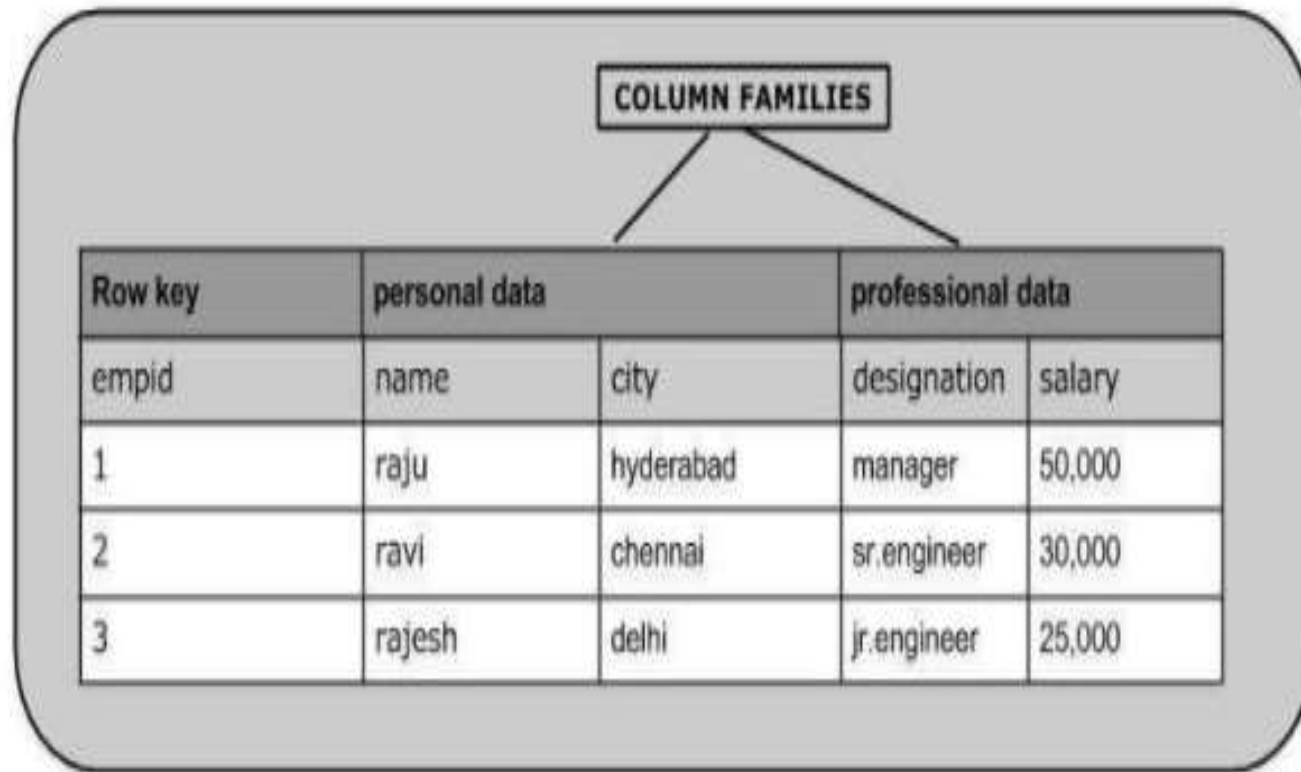 COLUMN FAMILIES
Row key personal data professional data
empid name city designation salary
1 raju hyderabad manager 50,000
2 ravi chennai sr.engineer 30,000
3 rajesh delhi jr.engineer 25,000